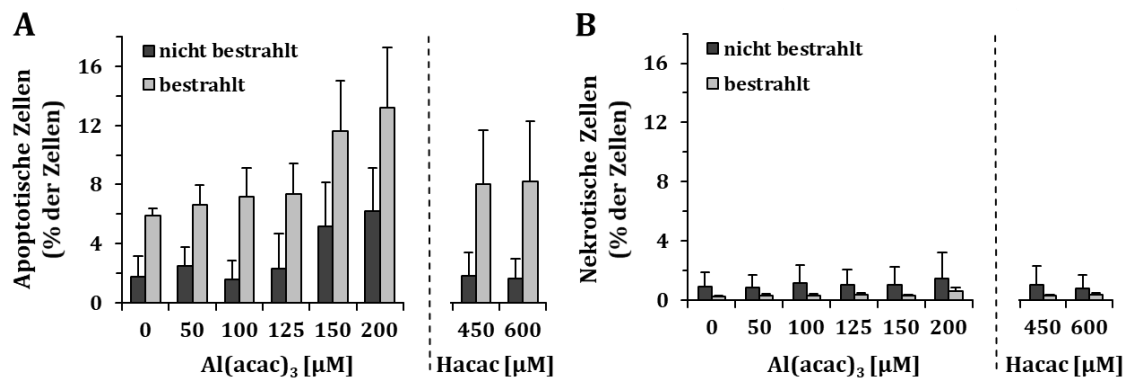 A
Apoptotische Zellen
(% der Zellen)
16
12
8
4
0
nicht bestrahlt
bestrahlt
0 50 100 125 150 200 450 600
Al(acac)₃ [µM] Hacac [µM]
B
Nekrotische Zellen
(% der Zellen)
16
12
8
4
0
nicht bestrahlt
bestrahlt
0 50 100 125 150 200 450 600
Al(acac)₃ [µM] Hacac [µM]